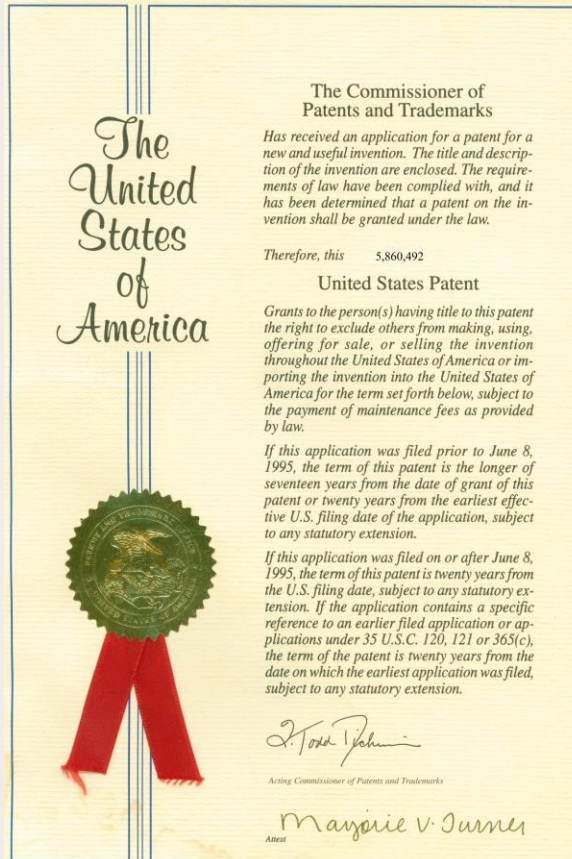 The
United
States
of
America
The Commissioner of
Patents and Trademarks
Has received an application for a patent for a
new and useful invention. The title and descrip-
tion of the invention are enclosed. The require-
ments of law have been complied with, and it
has been determined that a patent on the in-
vention shall be granted under the law.
Therefore, this 5,860,492
United States Patent
Grants to the person(s) having title to this patent
the right to exclude others from making, using,
offering for sale, or selling the invention
throughout the United States of America or im-
porting the invention into the United States of
America for the term set forth below, subject to
the payment of maintenance fees as provided
by law.
If this application was filed prior to June 8,
1995, the term of this patent is the longer of
seventeen years from the date of grant of this
patent or twenty years from the earliest effec-
tive U.S. filing date of the application, subject
to any statutory extension.
If this application was filed on or after June 8,
1995, the term of this patent is twenty years from
the U.S. filing date, subject to any statutory ex-
tension. If the application contains a specific
reference to an earlier filed application or ap-
plications under 35 U.S.C. 120, 121 or 365(c),
the term of the patent is twenty years from the
date on which the earliest application was filed,
subject to any statutory extension.
Q. Todd Dickinson
Acting Commissioner of Patents and Trademarks
Marjorie V. Turner
Attest
PATENT AND TRADEMARK OFFICE
UNITED STATES OF AMERICA